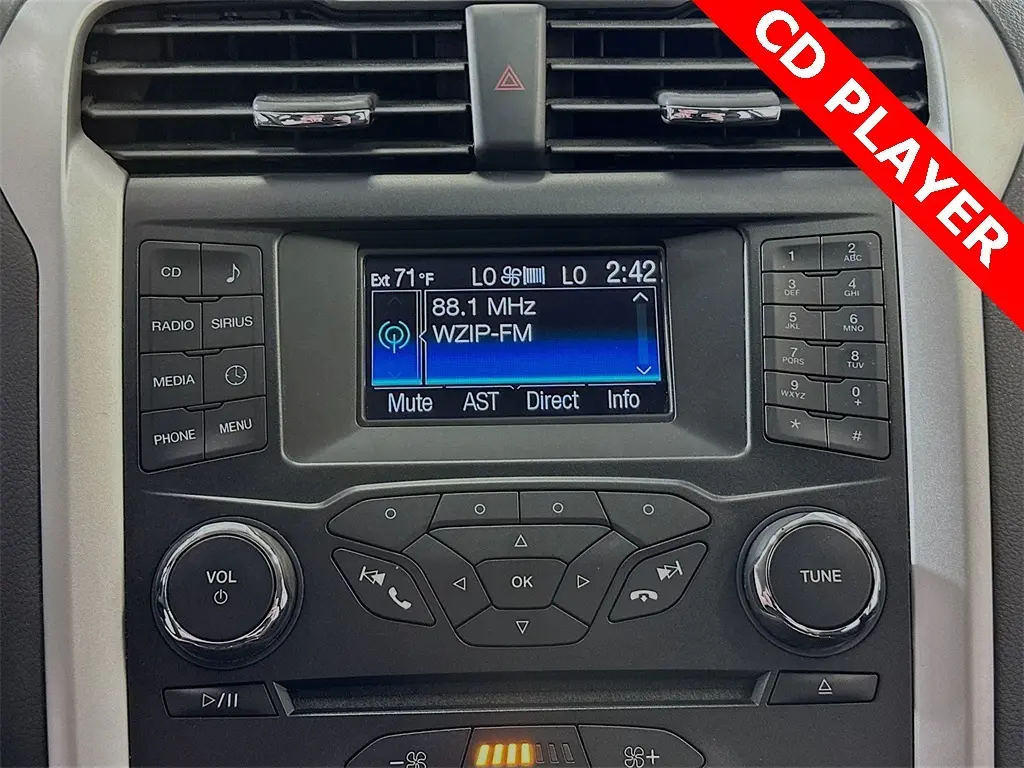 CD PLAYER
Ext 71°F LO LO 2:42
88.1 MHz
WZIP-FM
Mute AST Direct Info
CD
RADIO SIRIUS
MEDIA
PHONE MENU
1 2 ABC
3 DEF 4 GHI
5 JKL 6 MNO
7 PQRS 8 TUV
9 WXYZ 0 +
* #
VOL
OK
TUNE
- +